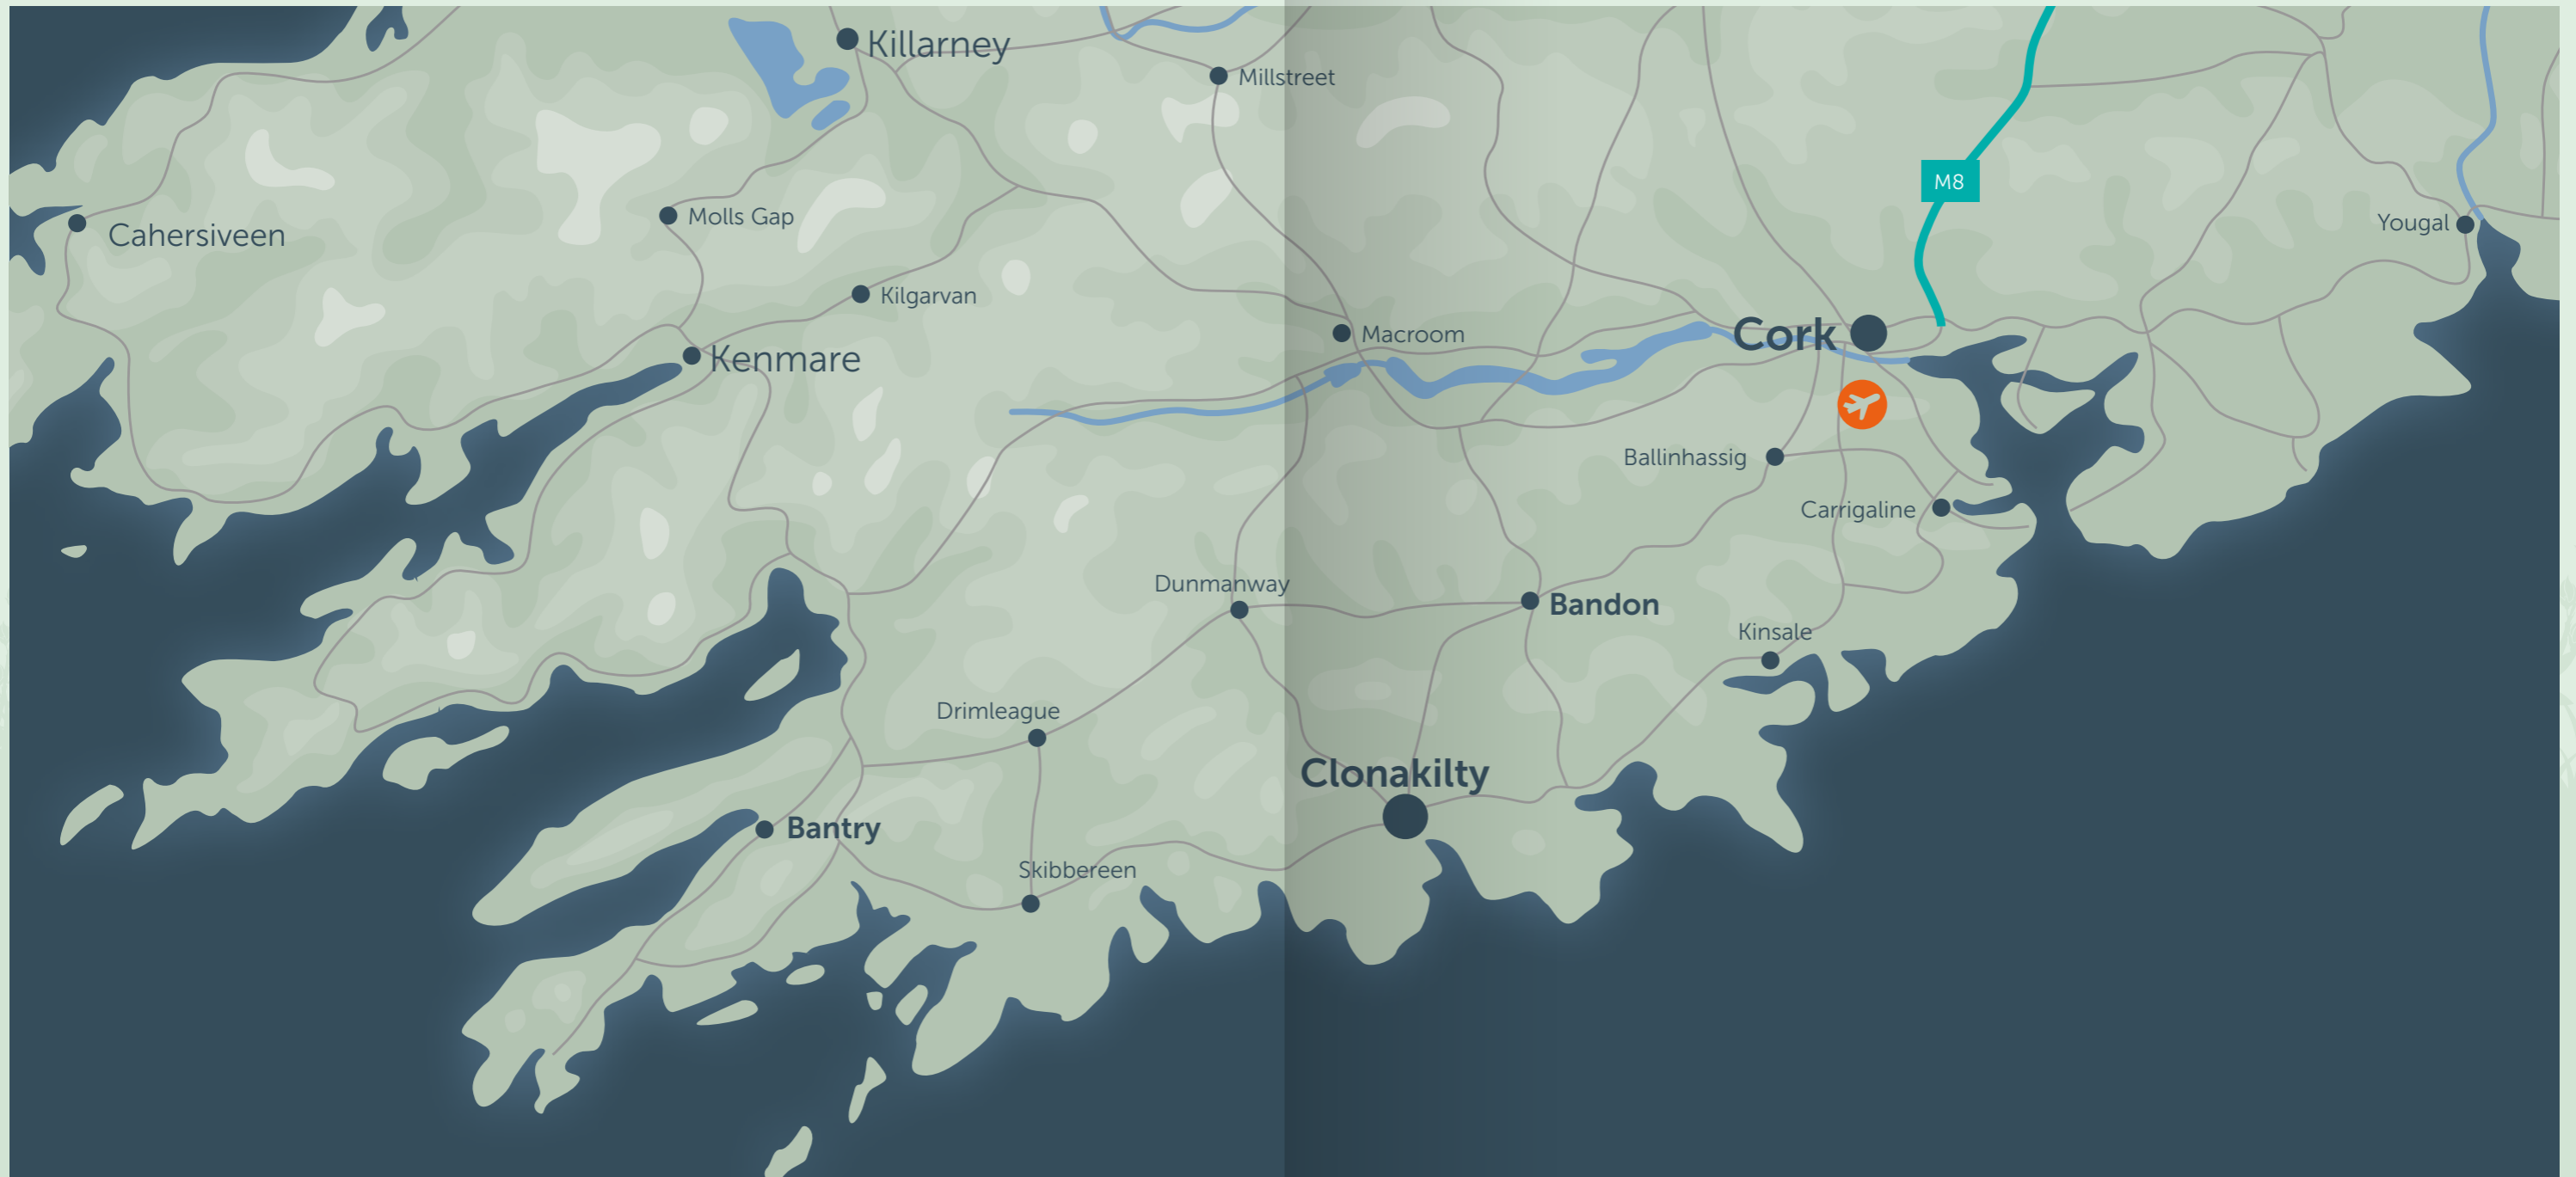 Killarney
Millstreet
M8
Cahersiveen
Molls Gap
Yougal
Kilgarvan
Macroom
Cork
Kenmare
Ballinhassig
Carrigaline
Dunmanway
Bandon
Kinsale
Drimleague
Clonakilty
Bantry
Skibbereen